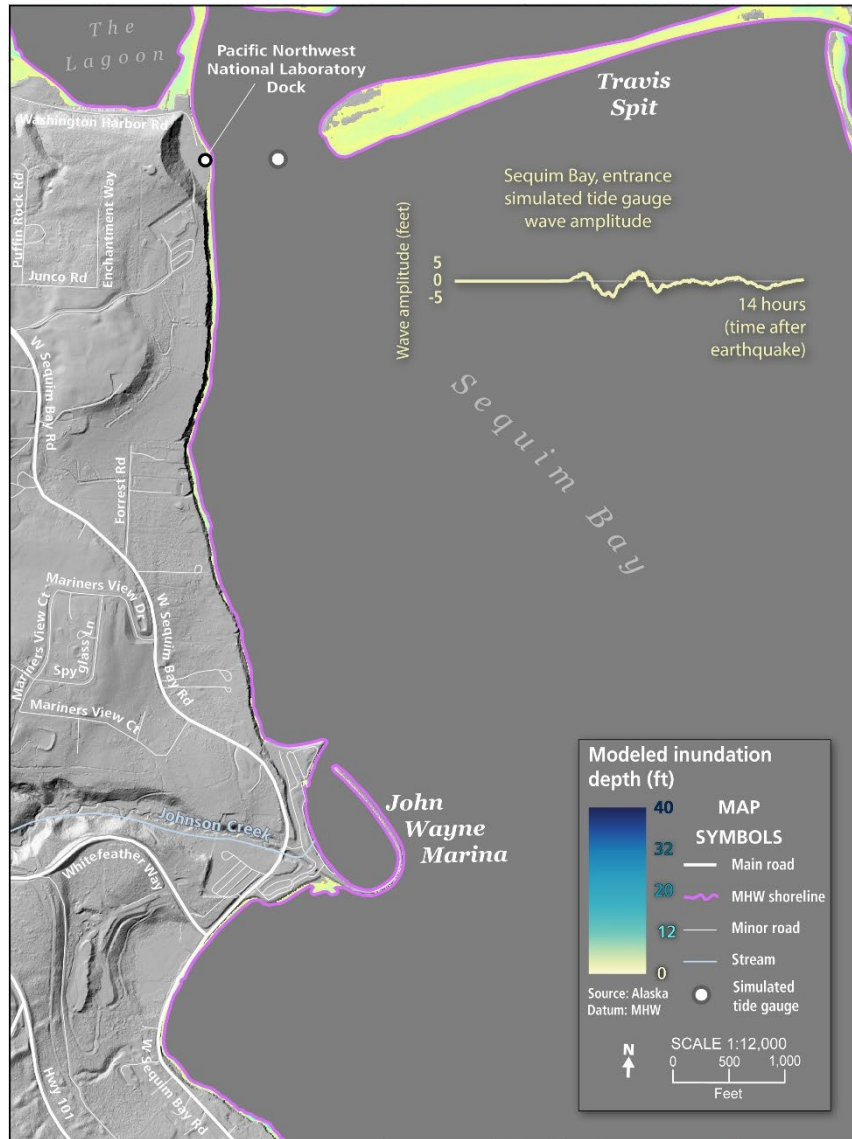 The
Lagoon
Pacific Northwest
National Laboratory
Dock
Travis
Spit
Washington Harbor Rd
Puffin Rock Rd
Enchantment Way
Junco Rd
Sequim Bay, entrance
simulated tide gauge
wave amplitude
Wave amplitude (feet)
5
0
-5
14 hours
(time after
earthquake)
W Sequim Bay Rd
Sequim Bay
Forrest Rd
Mariners View Dr
Mariners View Ct
Spy glass Ln
W Sequim Bay Rd
Mariners View Ct
John
Wayne
Marina
Johnson Creek
Whitefeather Way
Hwy 101
W Sequim Bay Rd
Modeled inundation
depth (ft)
40
32
20
12
0
Source: Alaska
Datum: MHW
MAP
SYMBOLS
Main road
MHW shoreline
Minor road
Stream
Simulated
tide gauge
N
SCALE 1:12,000
0 500 1,000
Feet